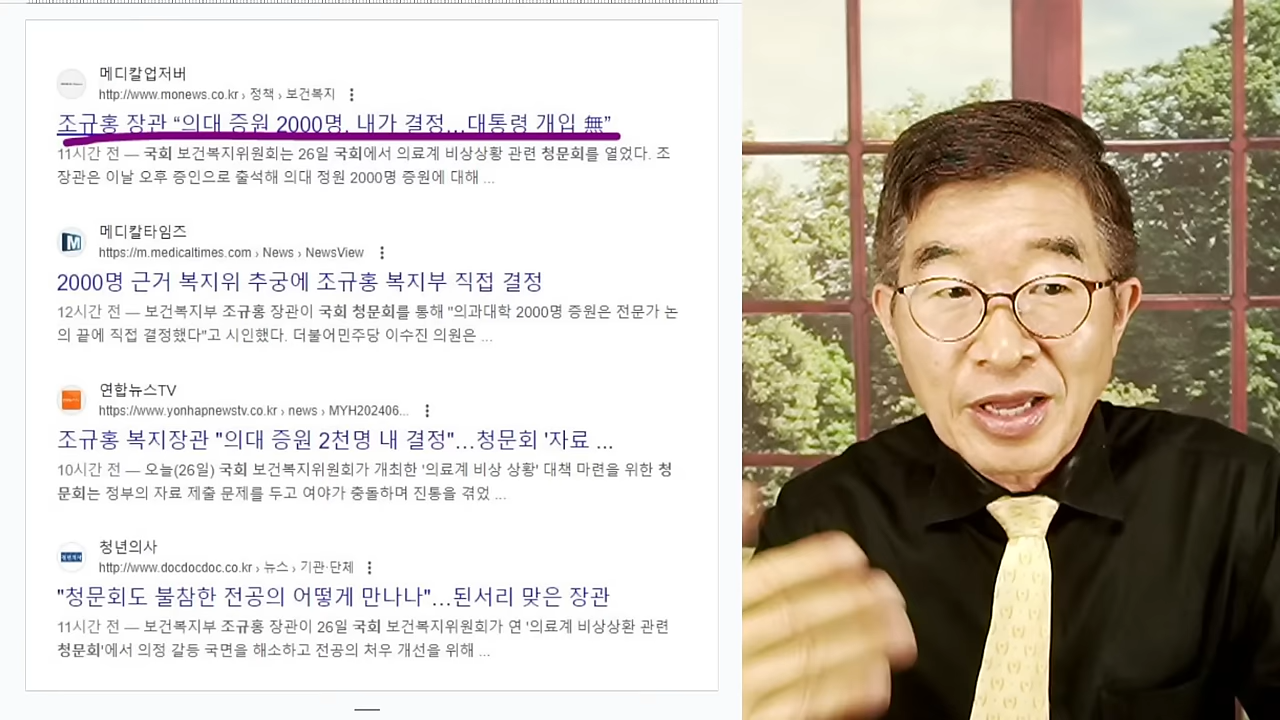 메디칼업저버
http://www.monews.co.kr › 정책 › 보건복지
조규홍 장관 “의대 증원 2000명, 내가 결정...대통령 개입 無”
11시간 전 — 국회 보건복지위원회는 26일 국회에서 의료계 비상상황 관련 청문회를 열었다. 조
장관은 이날 오후 증인으로 출석해 의대 정원 2000명 증원에 대해 ...
메디칼타임즈
https://m.medicaltimes.com › News › NewsView
2000명 근거 복지위 추궁에 조규홍 복지부 직접 결정
12시간 전 — 보건복지부 조규홍 장관이 국회 청문회를 통해 "의과대학 2000명 증원은 전문가 논
의 끝에 직접 결정했다"고 시인했다. 더불어민주당 이수진 의원은 ...
연합뉴스TV
https://www.yonhapnewstv.co.kr › news › MYH202406...
조규홍 복지장관 "의대 증원 2천명 내 결정"...청문회 '자료 ...
10시간 전 — 오늘(26일) 국회 보건복지위원회가 개최한 '의료계 비상 상황' 대책 마련을 위한 청
문회는 정부의 자료 제출 문제를 두고 여야가 충돌하며 진통을 겪었 ...
청년의사
http://www.docdocdoc.co.kr › 뉴스 › 기관·단체
"청문회도 불참한 전공의 어떻게 만나나"...된서리 맞은 장관
11시간 전 — 보건복지부 조규홍 장관이 26일 국회 보건복지위원회가 연 '의료계 비상상환 관련
청문회'에서 의정 갈등 국면을 해소하고 전공의 처우 개선을 위해 ...